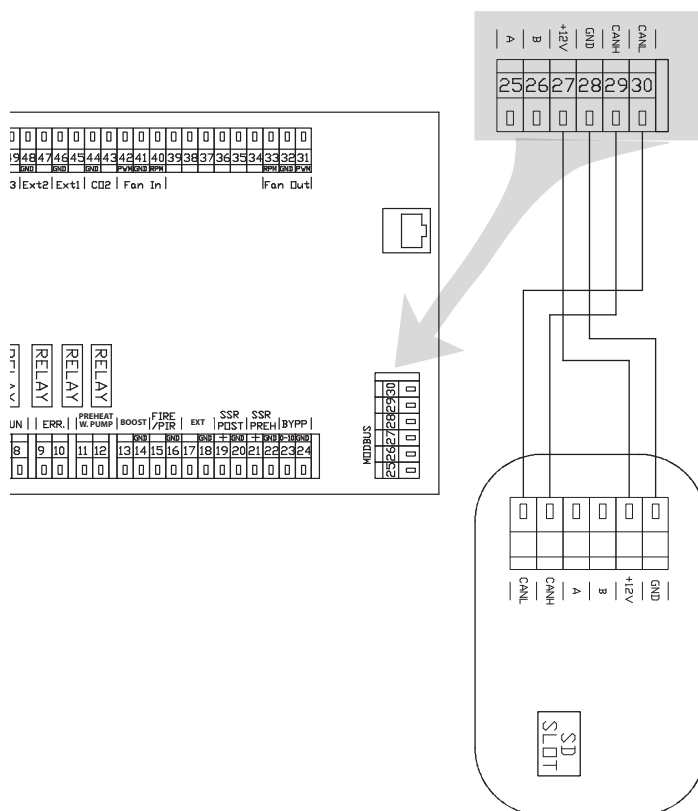 A B +12V GND CANH CANL
25 26 27 28 29 30
49 48 47 46 45 44 43 42 41 40 39 38 37 36 35 34 33 32 31
GND GND GND PWM GND RPM RPM GND PWM
3 Ext2 Ext1 CO2 Fan In Fan Out
RELAY RELAY RELAY RELAY
UN ERR. PREHEAT W. PUMP BOOST FIRE /PIR EXT SSR POST SSR PREH BYPP
GND GND GND + GND + GND 0-10 GND
8 9 10 11 12 13 14 15 16 17 18 19 20 21 22 23 24
MODBUS
25 26 27 28 29 30
CANL CANH A B +12V GND
SD
SLOT